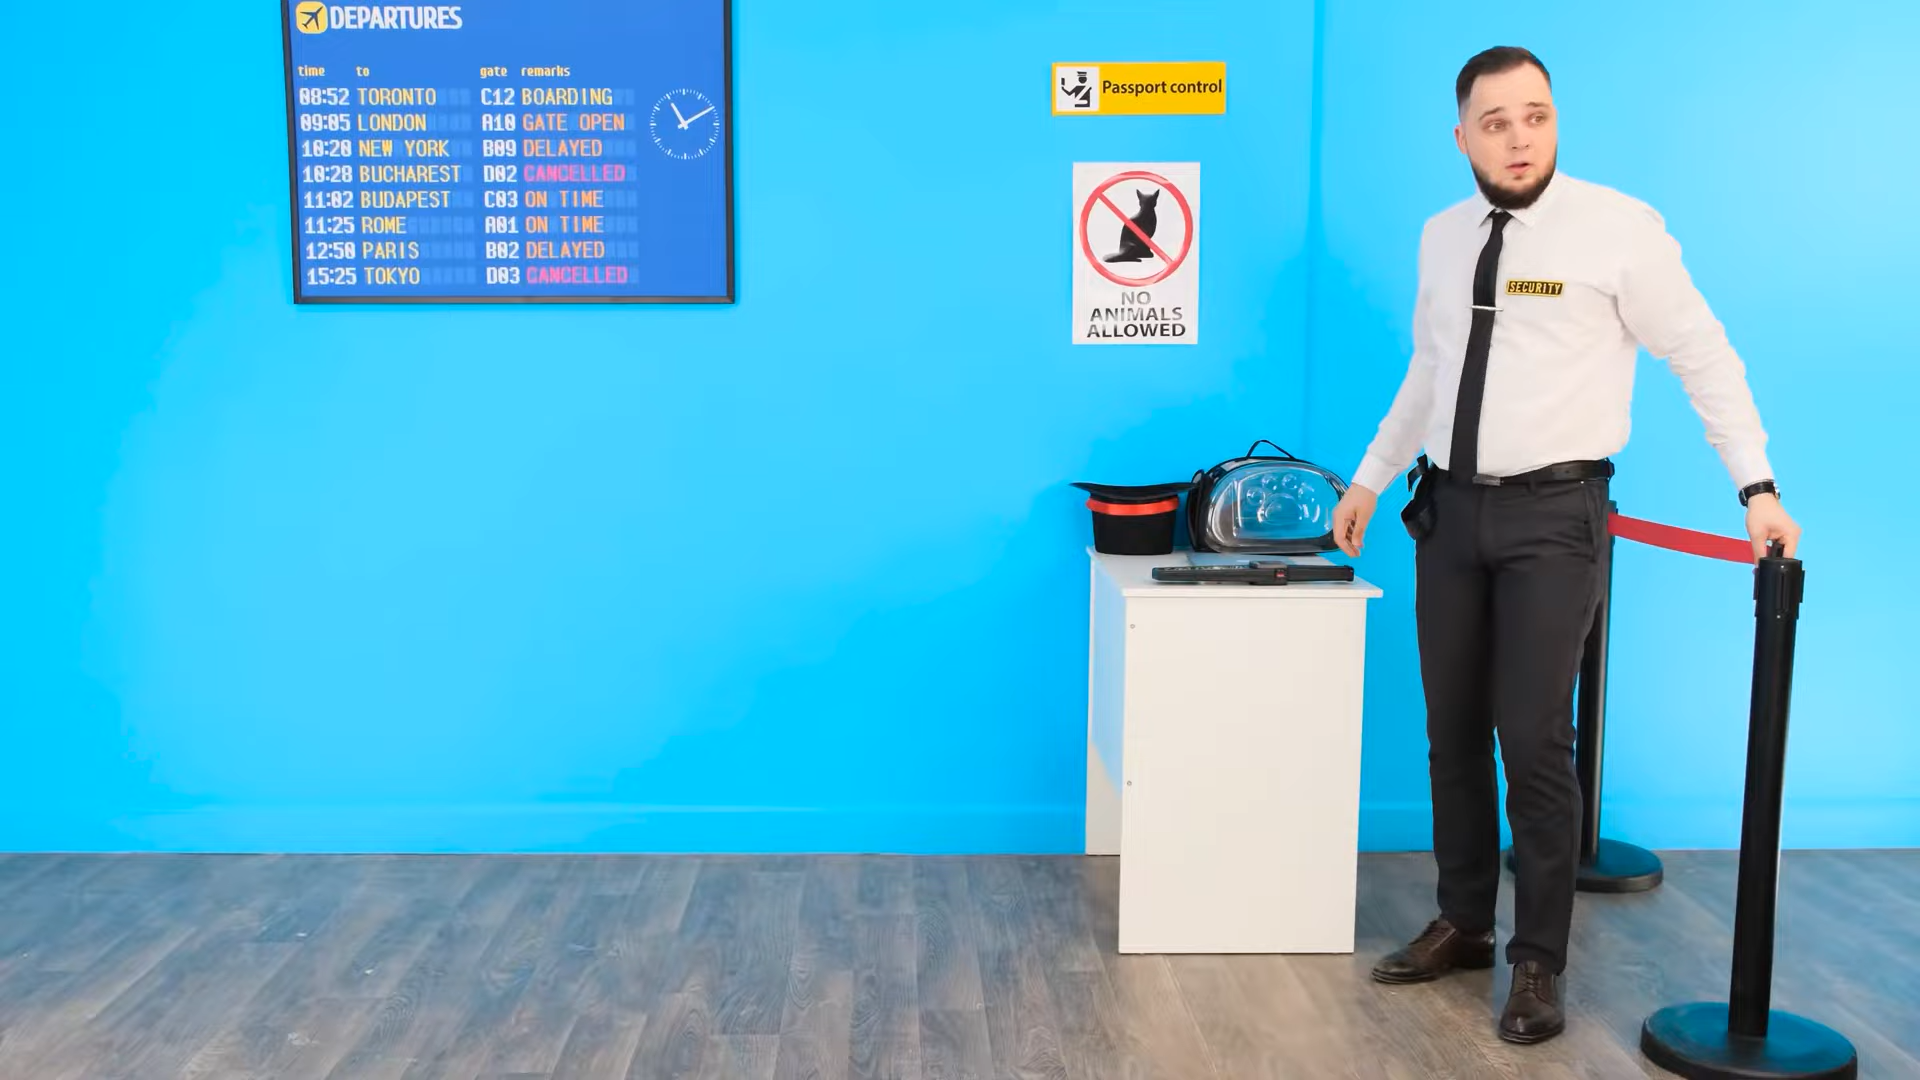 DEPARTURES
time to gate remarks
08:52 TORONTO C12 BOARDING
09:05 LONDON A10 GATE OPEN
10:20 NEW YORK B09 DELAYED
10:28 BUCHAREST D02 CANCELLED
11:02 BUDAPEST C03 ON TIME
11:25 ROME A01 ON TIME
12:50 PARIS B02 DELAYED
15:25 TOKYO D03 CANCELLED
Passport control
NO
ANIMALS
ALLOWED
SECURITY